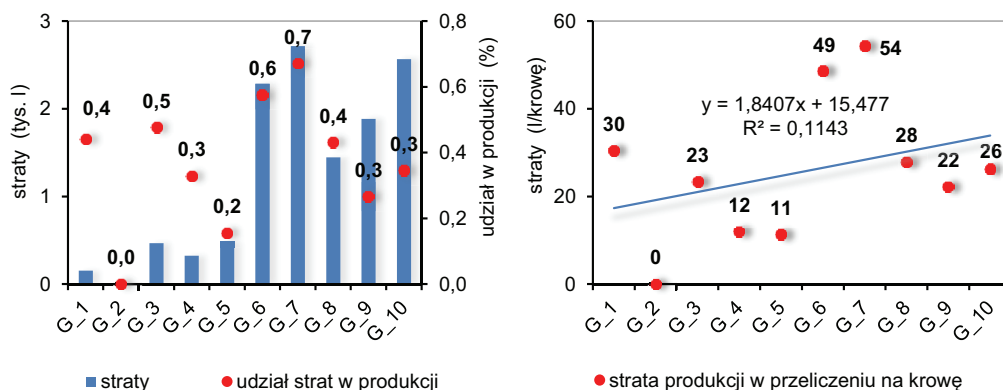 straty (tys. l)
3
2
1
0
0,4
0,0
0,5
0,3
0,2
0,6
0,7
0,4
0,3
0,3
0,8
0,6
0,4
0,2
0,0
udział strat w produkcji (%)
G_1
G_2
G_3
G_4
G_5
G_6
G_7
G_8
G_9
G_10
straty
udział strat w produkcji
straty (l/krowę)
60
40
20
0
y = 1,8407x + 15,477
R² = 0,1143
30
0
23
12
11
49
54
28
22
26
G_1
G_2
G_3
G_4
G_5
G_6
G_7
G_8
G_9
G_10
strata produkcji w przeliczeniu na krowę